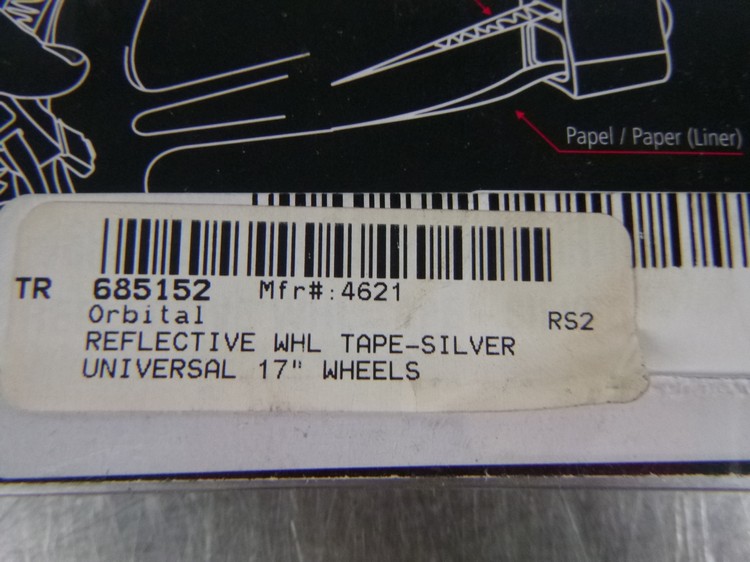 Papel / Paper (Liner)
TR 685152 Mfr#:4621
Orbital RS2
REFLECTIVE WHL TAPE-SILVER
UNIVERSAL 17" WHEELS